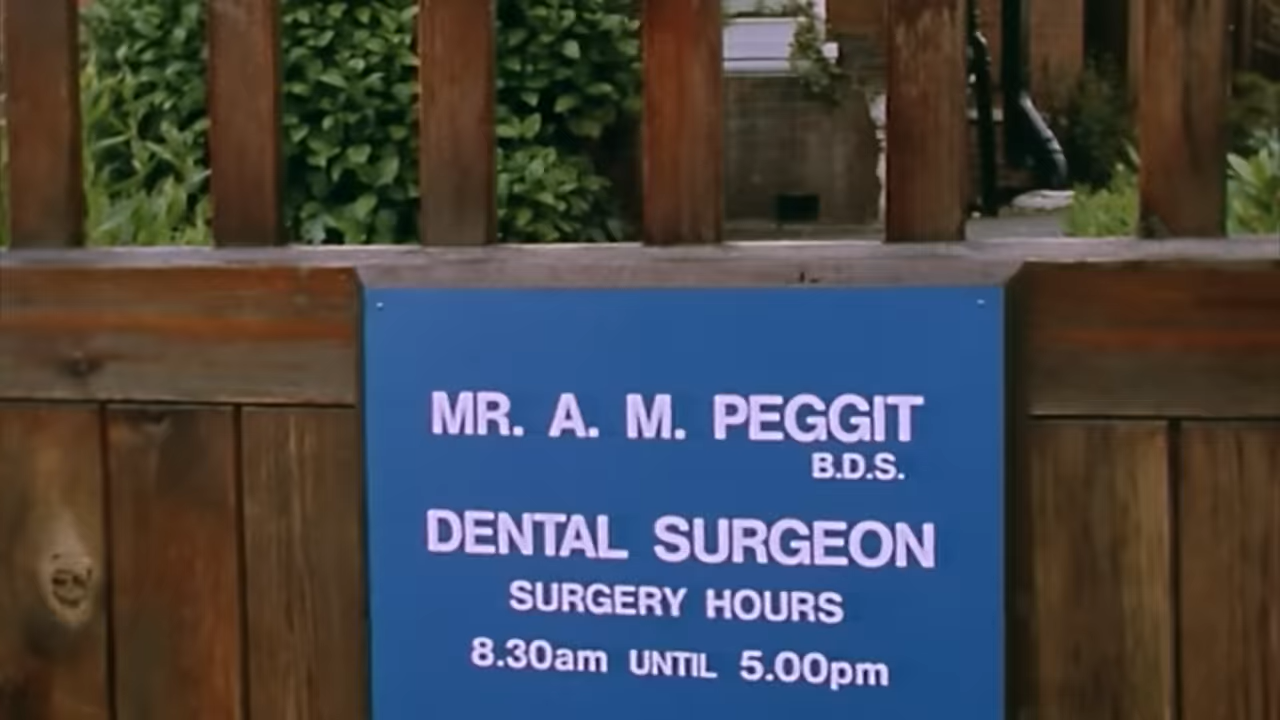 MR. A. M. PEGGIT
B.D.S.
DENTAL SURGEON
SURGERY HOURS
8.30am UNTIL 5.00pm